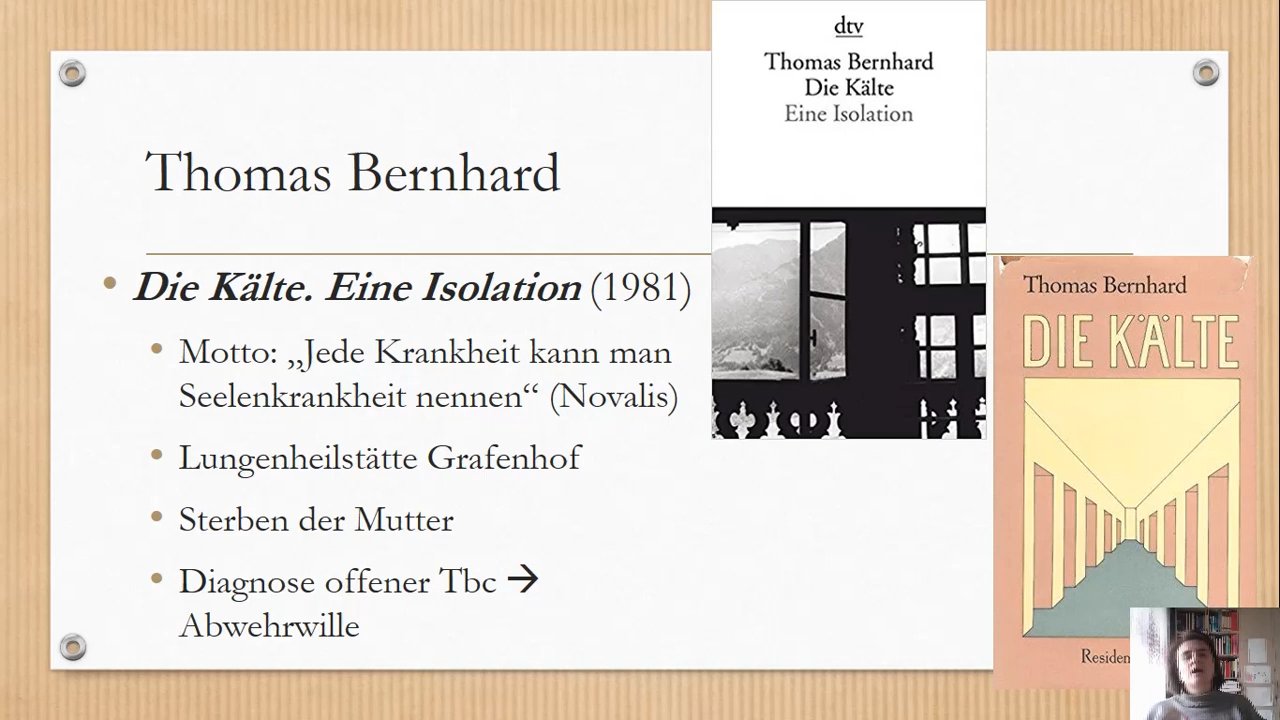 Thomas Bernhard
Die Kälte. Eine Isolation (1981)
Motto: „Jede Krankheit kann man
Seelenkrankheit nennen“ (Novalis)
Lungenheilstätte Grafenhof
Sterben der Mutter
Diagnose offener Tbc →
Abwehrwille
dtv
Thomas Bernhard
Die Kälte
Eine Isolation
Thomas Bernhard
DIE KÄLTE
Residen